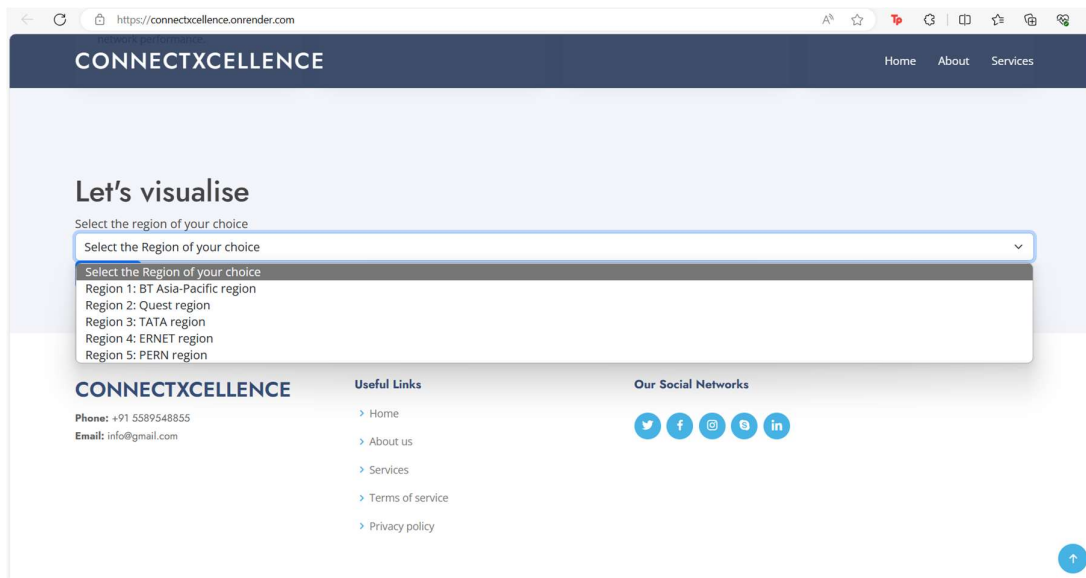 https://connectxcellence.onrender.com
network performance.
CONNECTXCELLENCE
Home About Services
Let's visualise
Select the region of your choice
Select the Region of your choice
Select the Region of your choice
Region 1: BT Asia-Pacific region
Region 2: Quest region
Region 3: TATA region
Region 4: ERNET region
Region 5: PERN region
CONNECTXCELLENCE
Phone: +91 5589548855
Email: info@gmail.com
Useful Links
Home
About us
Services
Terms of service
Privacy policy
Our Social Networks